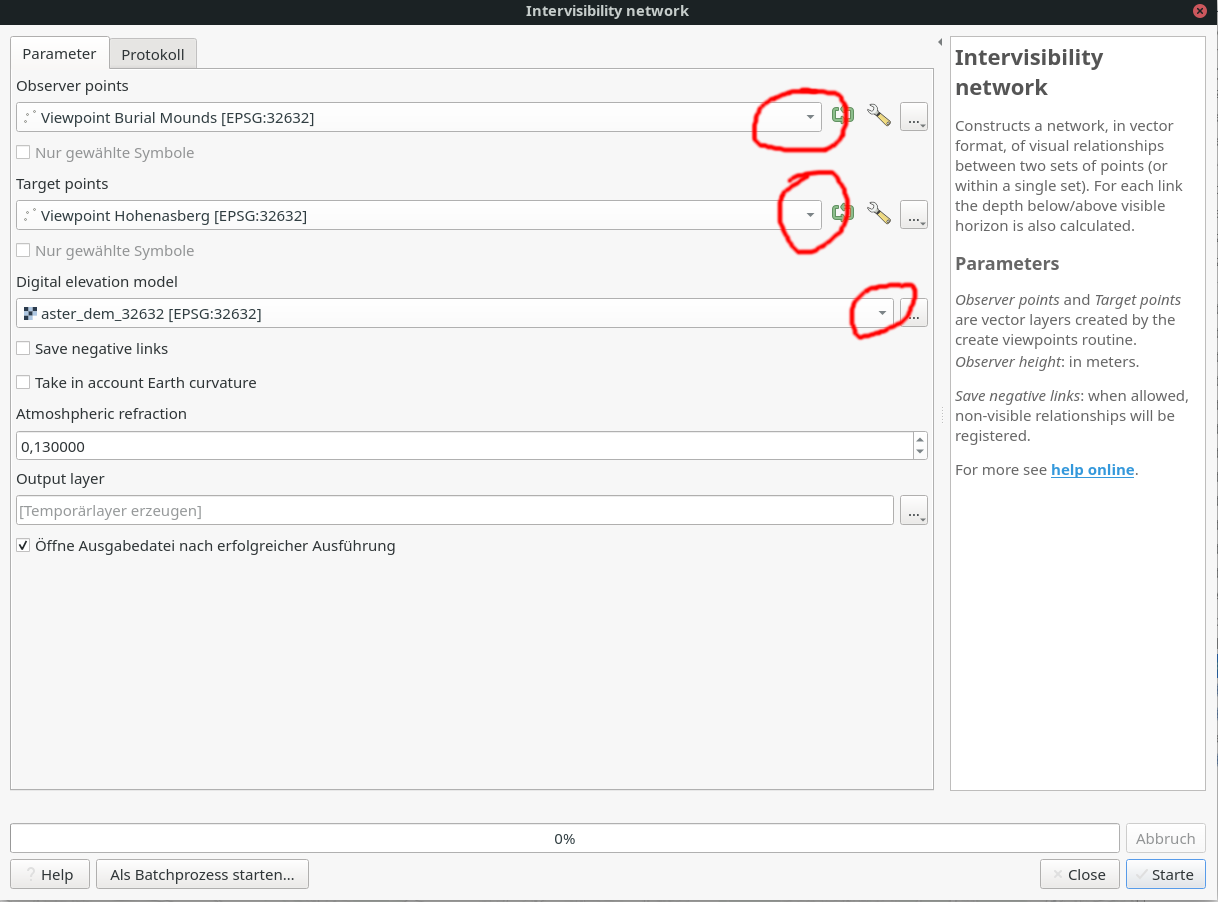 Intervisibility network
Parameter
Protokoll
Observer points
Viewpoint Burial Mounds [EPSG:32632]
...
Nur gewählte Symbole
Target points
Viewpoint Hohenasberg [EPSG:32632]
...
Nur gewählte Symbole
Digital elevation model
aster_dem_32632 [EPSG:32632]
...
Save negative links
Take in account Earth curvature
Atmoshpheric refraction
0,130000
Output layer
[Temporärlayer erzeugen]
...
Öffne Ausgabedatei nach erfolgreicher Ausführung
Intervisibility
network
Constructs a network, in vector
format, of visual relationships
between two sets of points (or
within a single set). For each link
the depth below/above visible
horizon is also calculated.
Parameters
Observer points and Target points
are vector layers created by the
create viewpoints routine.
Observer height: in meters.
Save negative links: when allowed,
non-visible relationships will be
registered.
For more see help online.
0%
Abbruch
? Help
Als Batchprozess starten...
Close
Starte